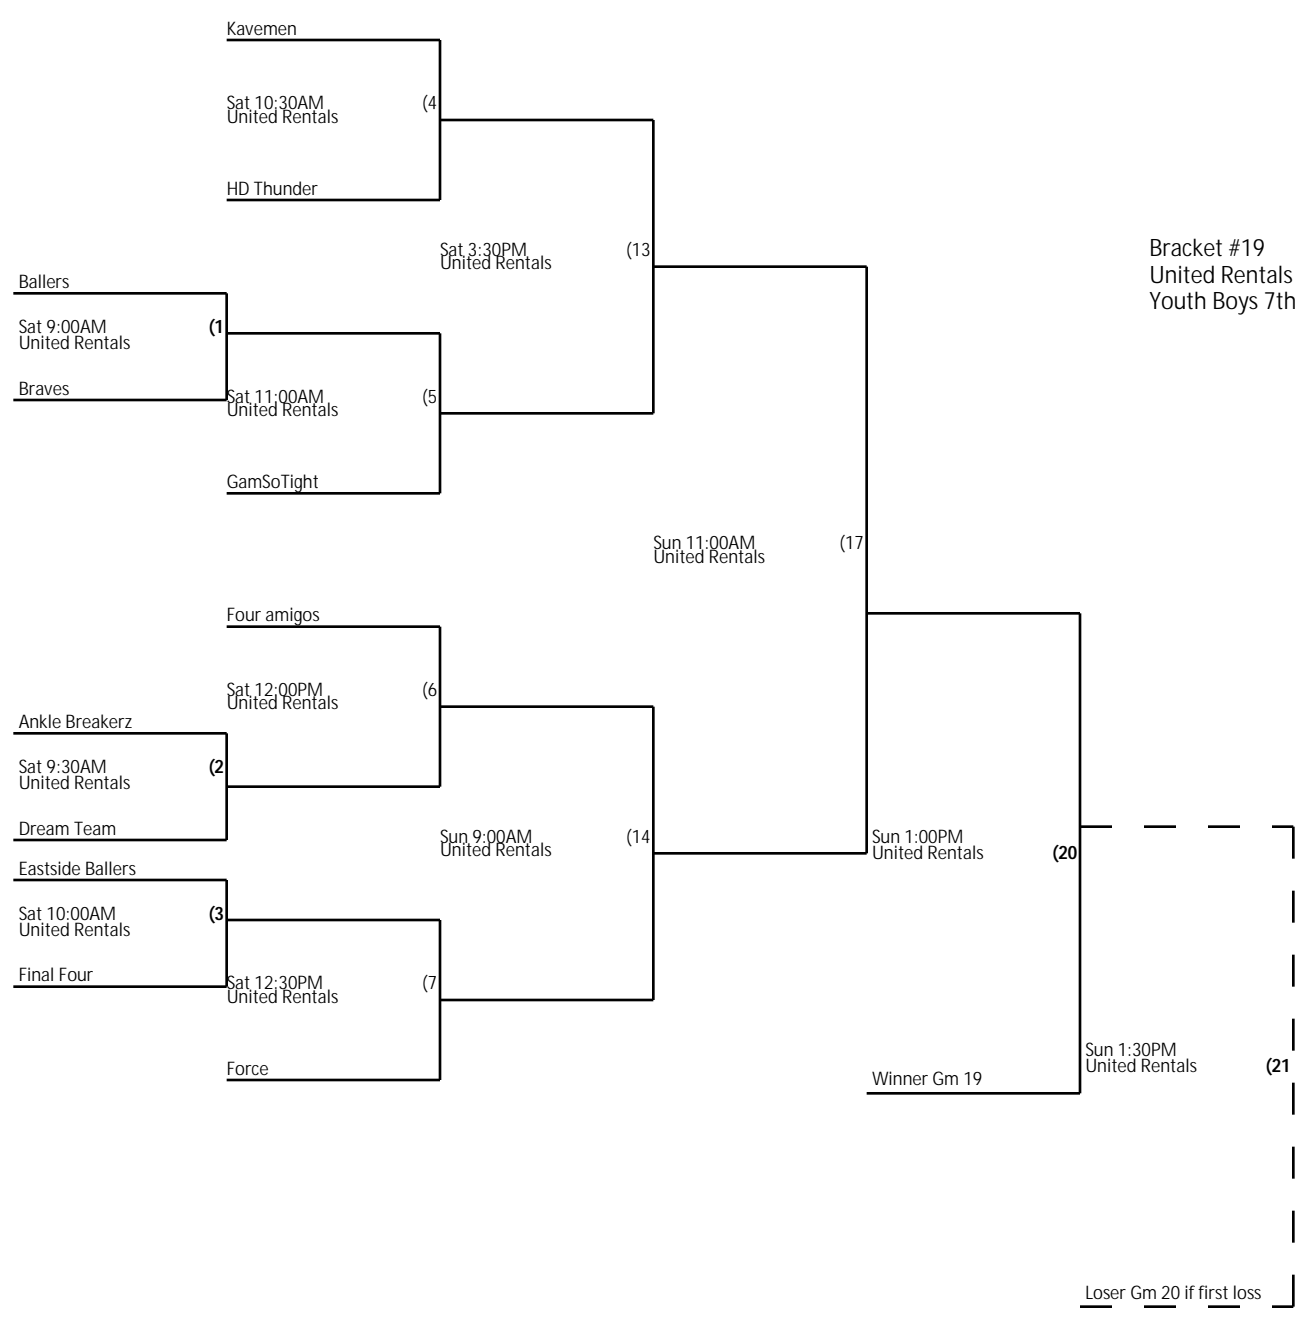 Kavemen
Sat 10:30AM (4
United Rentals
HD Thunder
Sat 3:30PM (13
United Rentals
Bracket #19
United Rentals
Youth Boys 7th
Ballers
Sat 9:00AM (1
United Rentals
Braves
Sat 11:00AM (5
United Rentals
GamSoTight
Sun 11:00AM (17
United Rentals
Four amigos
Sat 12:00PM (6
United Rentals
Ankle Breakerz
Sat 9:30AM (2
United Rentals
Dream Team
Sun 9:00AM (14
United Rentals
Sun 1:00PM
United Rentals (20
Eastside Ballers
Sat 10:00AM (3
United Rentals
Final Four
Sat 12:30PM (7
United Rentals
Force
Sun 1:30PM
United Rentals (21
Winner Gm 19
Loser Gm 20 if first loss